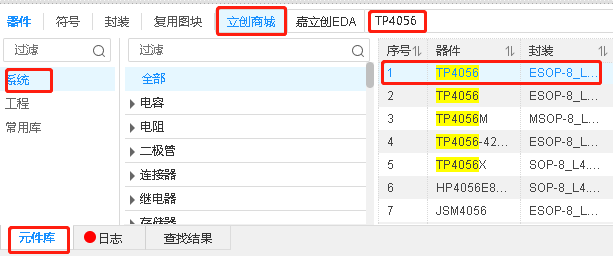 器件 符号 封装 复用图块 立创商城 嘉立创EDA TP4056
过滤 过滤 序号 器件 封装
系统 全部 1 TP4056 ESOP-8_L...
电容 2 TP4056 ESOP-8_L...
工程 电阻 3 TP4056M MSOP-8_L...
常用库 二极管 4 TP4056-42... ESOP-8_L...
连接器 5 TP4056X SOP-8_L4....
继电器 6 HP4056E8... SOP-8_L4....
存储器 7 JSM4056 ESOP-8_L...
元件库 日志 查找结果